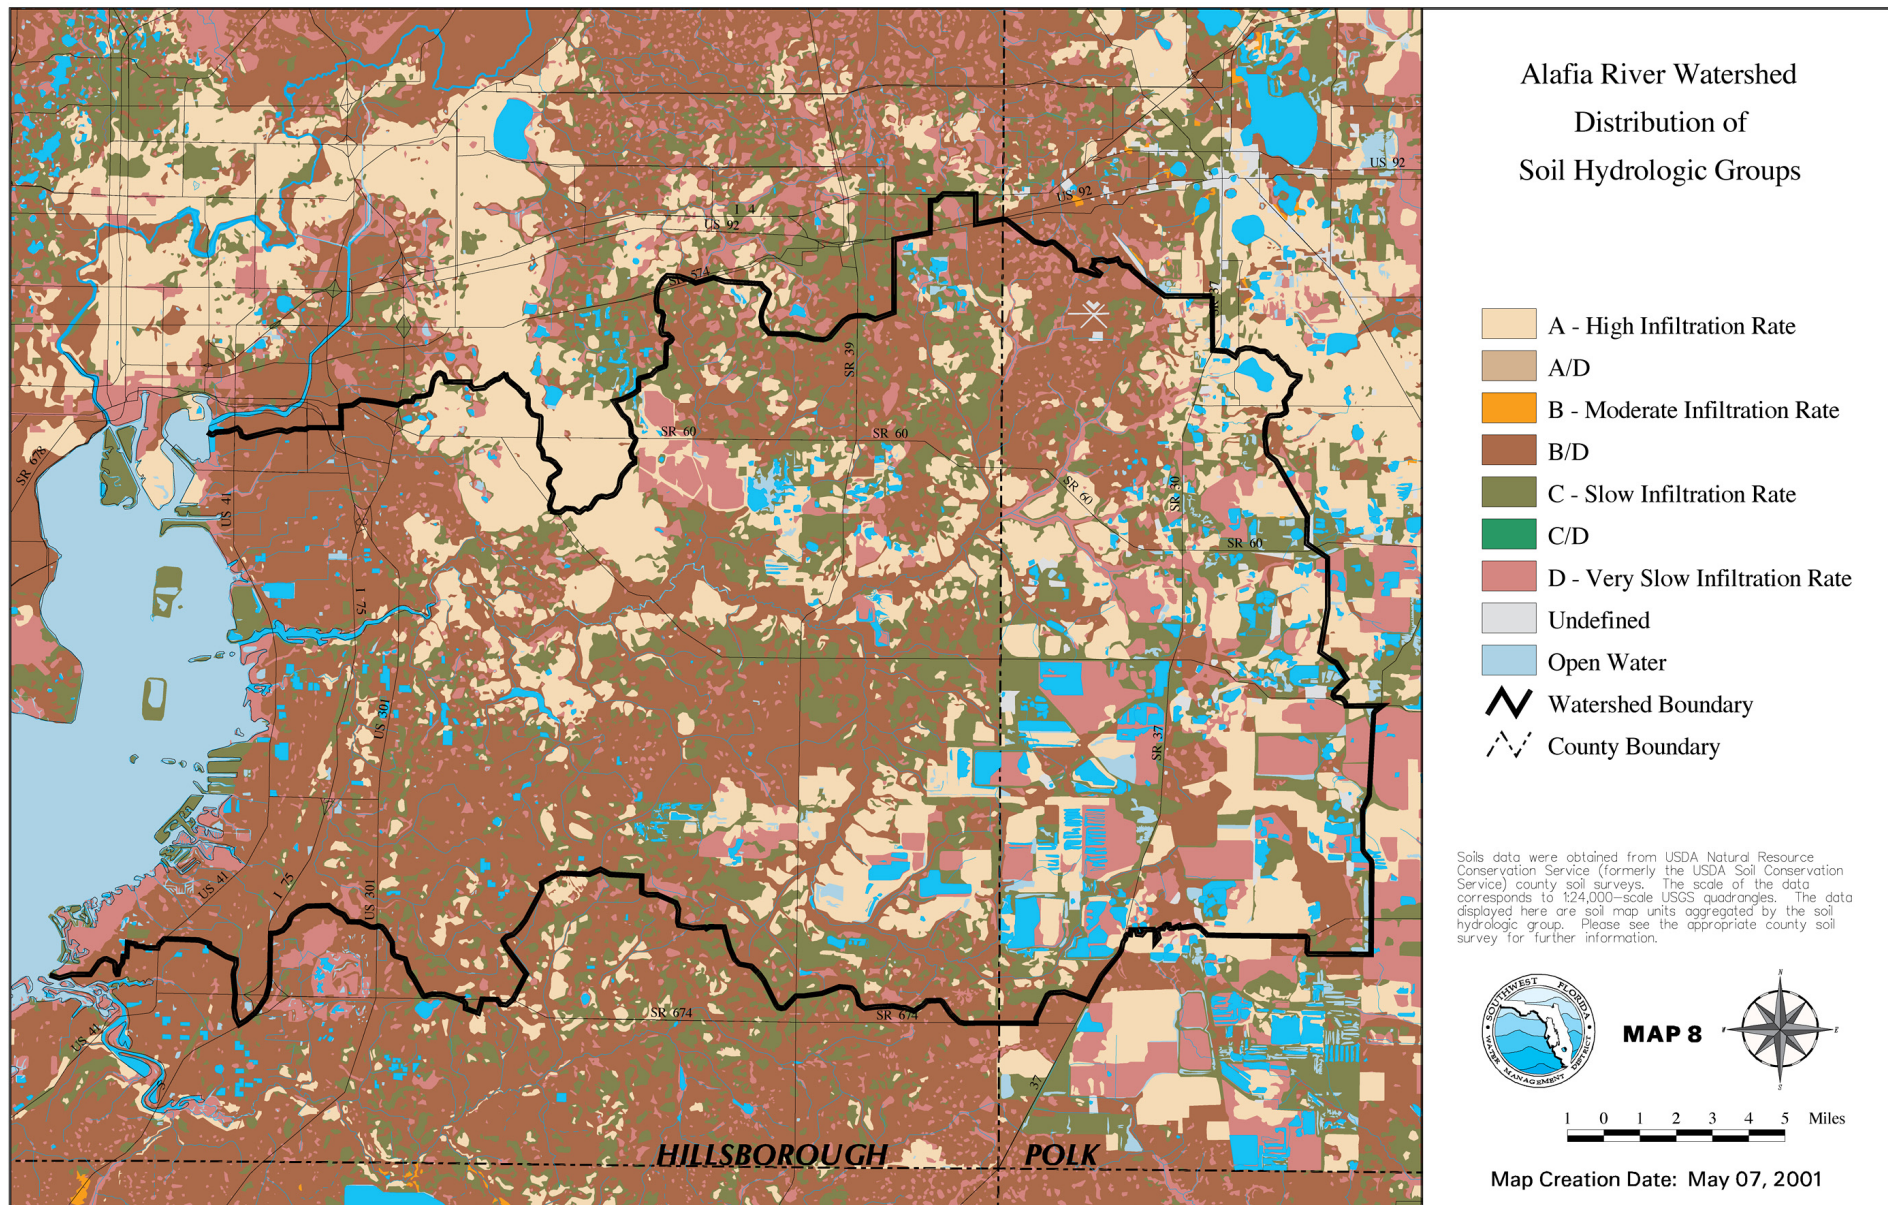 Alafia River Watershed
Distribution of
Soil Hydrologic Groups
A - High Infiltration Rate
A/D
B - Moderate Infiltration Rate
B/D
C - Slow Infiltration Rate
C/D
D - Very Slow Infiltration Rate
Undefined
Open Water
Watershed Boundary
County Boundary
Soils data were obtained from USDA Natural Resource
Conservation Service (formerly the USDA Soil Conservation
Service) county soil surveys. The scale of the data
corresponds to 1:24,000-scale USGS quadrangles. The data
displayed here are soil map units aggregated by the soil
hydrologic group. Please see the appropriate county soil
survey for further information.
SOUTHWEST FLORIDA
WATER MANAGEMENT DISTRICT
MAP 8
N
W
E
S
1 0 1 2 3 4 5 Miles
Map Creation Date: May 07, 2001
US 92
US 92
I 4
US 92
574
SR 39
SR 60
SR 60
SR 60
SR 60
SR 678
US 41
I 75
US 301
SR 37
US 41
I 75
US 301
SR 674
SR 674
US 41
37
HILLSBOROUGH
POLK